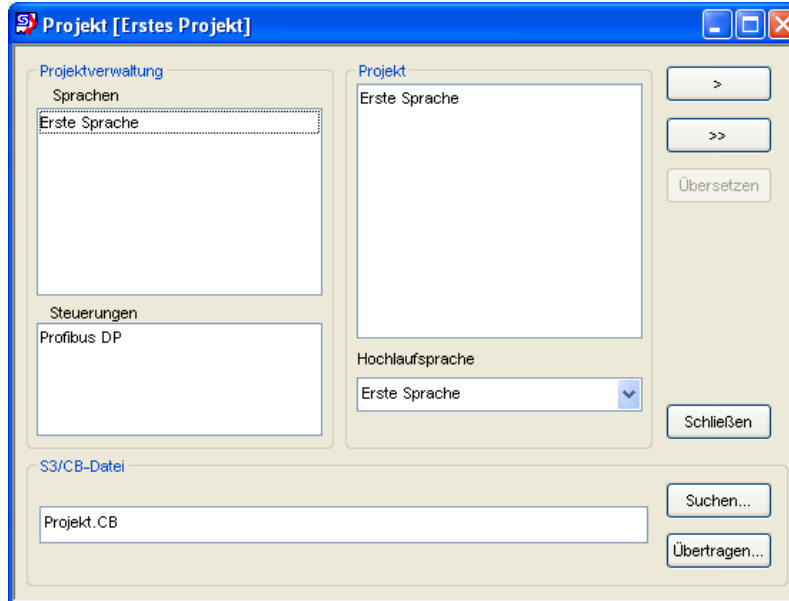 Projekt [Erstes Projekt]
Projektverwaltung
Sprachen
Erste Sprache
Steuerungen
Profibus DP
Projekt
Erste Sprache
Hochlaufsprache
Erste Sprache
>
>>
Übersetzen
Schließen
S3/CB-Datei
Projekt.CB
Suchen...
Übertragen...